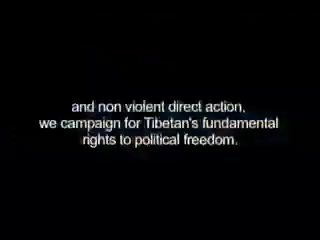 and non violent direct action,
we campaign for Tibetan's fundamental
rights to political freedom.